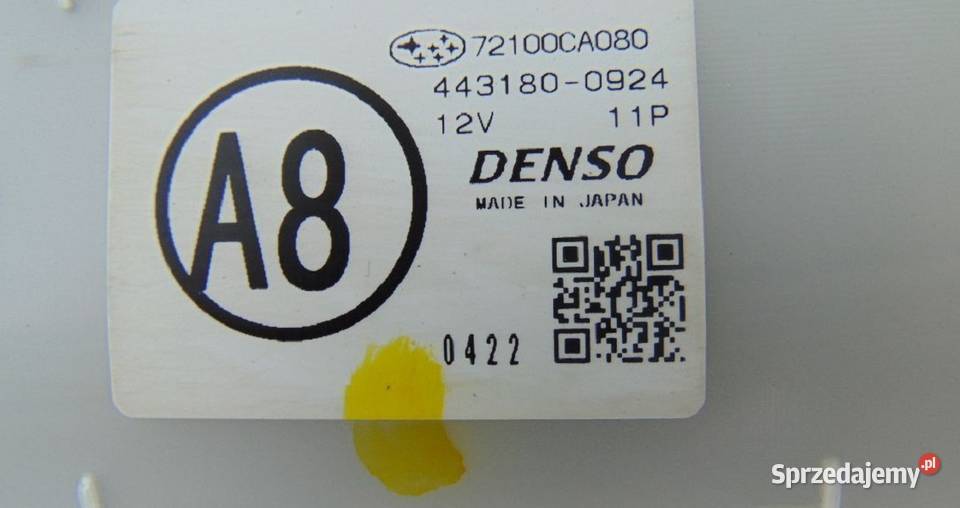 72100CA080
443180-0924
12V 11P
DENSO
MADE IN JAPAN
A8
0422
Sprzedajemy.pl